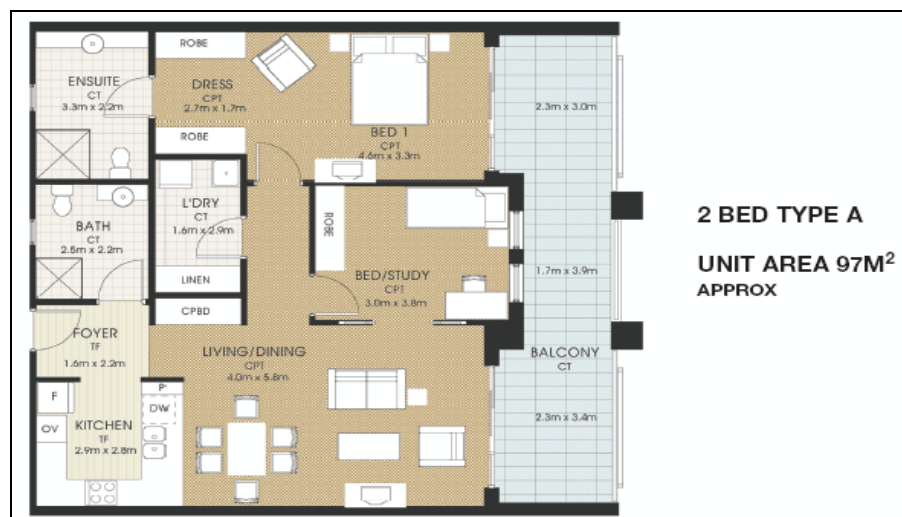 ROBE
ENSUITE
CT
3.3m x 2.2m
DRESS
CPT
2.7m x 1.7m
ROBE
BED 1
CPT
4.6m x 3.3m
2.3m x 3.0m
L'DRY
CT
1.6m x 2.9m
LINEN
BATH
CT
2.5m x 2.2m
ROBE
BED/STUDY
CPT
3.0m x 3.8m
1.7m x 3.9m
CPBD
FOYER
TF
1.6m x 2.2m
LIVING/DINING
CPT
4.0m x 5.8m
BALCONY
CT
2.3m x 3.4m
F
P
DW
OV
KITCHEN
TF
2.9m x 2.8m
2 BED TYPE A
UNIT AREA 97M²
APPROX